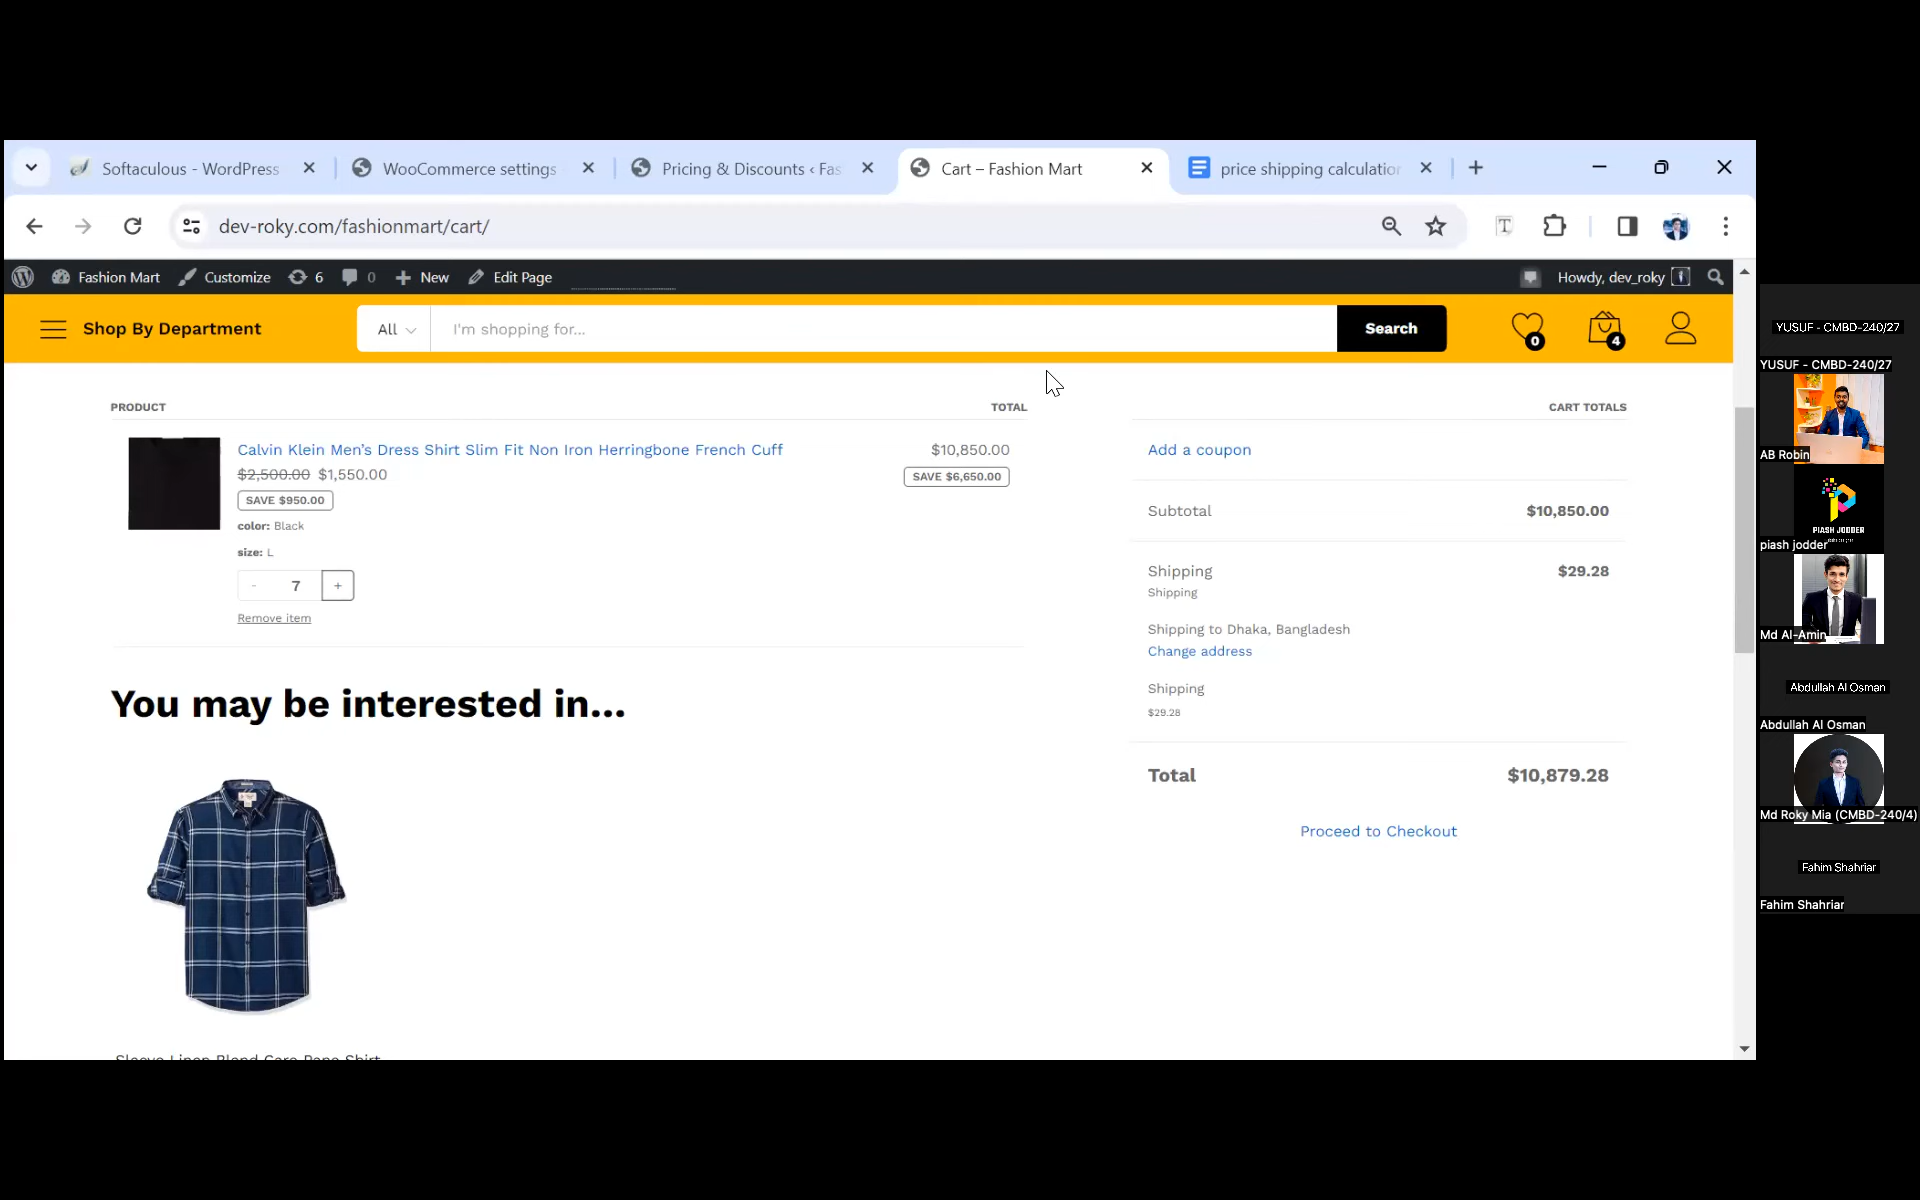 Softaculous - WordPress
WooCommerce settings
Pricing & Discounts ‹ Fas
Cart – Fashion Mart
price shipping calculation
dev-roky.com/fashionmart/cart/
Fashion Mart
Customize
6
0
New
Edit Page
Howdy, dev_roky
Shop By Department
All
I'm shopping for...
Search
0
4
PRODUCT
TOTAL
CART TOTALS
Calvin Klein Men’s Dress Shirt Slim Fit Non Iron Herringbone French Cuff
$10,850.00
$2,500.00 $1,550.00
SAVE $6,650.00
SAVE $950.00
color: Black
size: L
- 7 +
Remove item
Add a coupon
Subtotal
$10,850.00
Shipping
$29.28
Shipping
Shipping to Dhaka, Bangladesh
Change address
Shipping
$29.28
Total
$10,879.28
Proceed to Checkout
You may be interested in…
Sleeve Linen Blend Caro Pane Shirt
YUSUF - CMBD-240/27
YUSUF - CMBD-240/27
AB Robin
PIASH JODDER
piash jodder
Md Al-Amin
Abdullah Al Osman
Abdullah Al Osman
Md Roky Mia (CMBD-240/4)
Fahim Shahriar
Fahim Shahriar